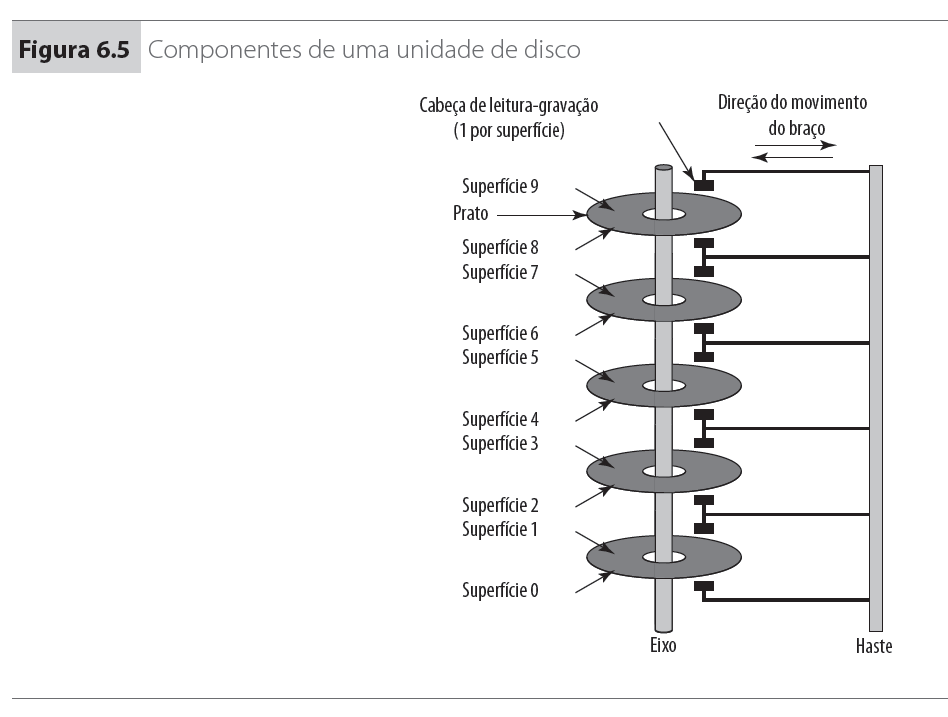 Figura 6.5 Componentes de uma unidade de disco
Cabeça de leitura-gravação
(1 por superfície)
Direção do movimento
do braço
Superfície 9
Prato
Superfície 8
Superfície 7
Superfície 6
Superfície 5
Superfície 4
Superfície 3
Superfície 2
Superfície 1
Superfície 0
Eixo
Haste